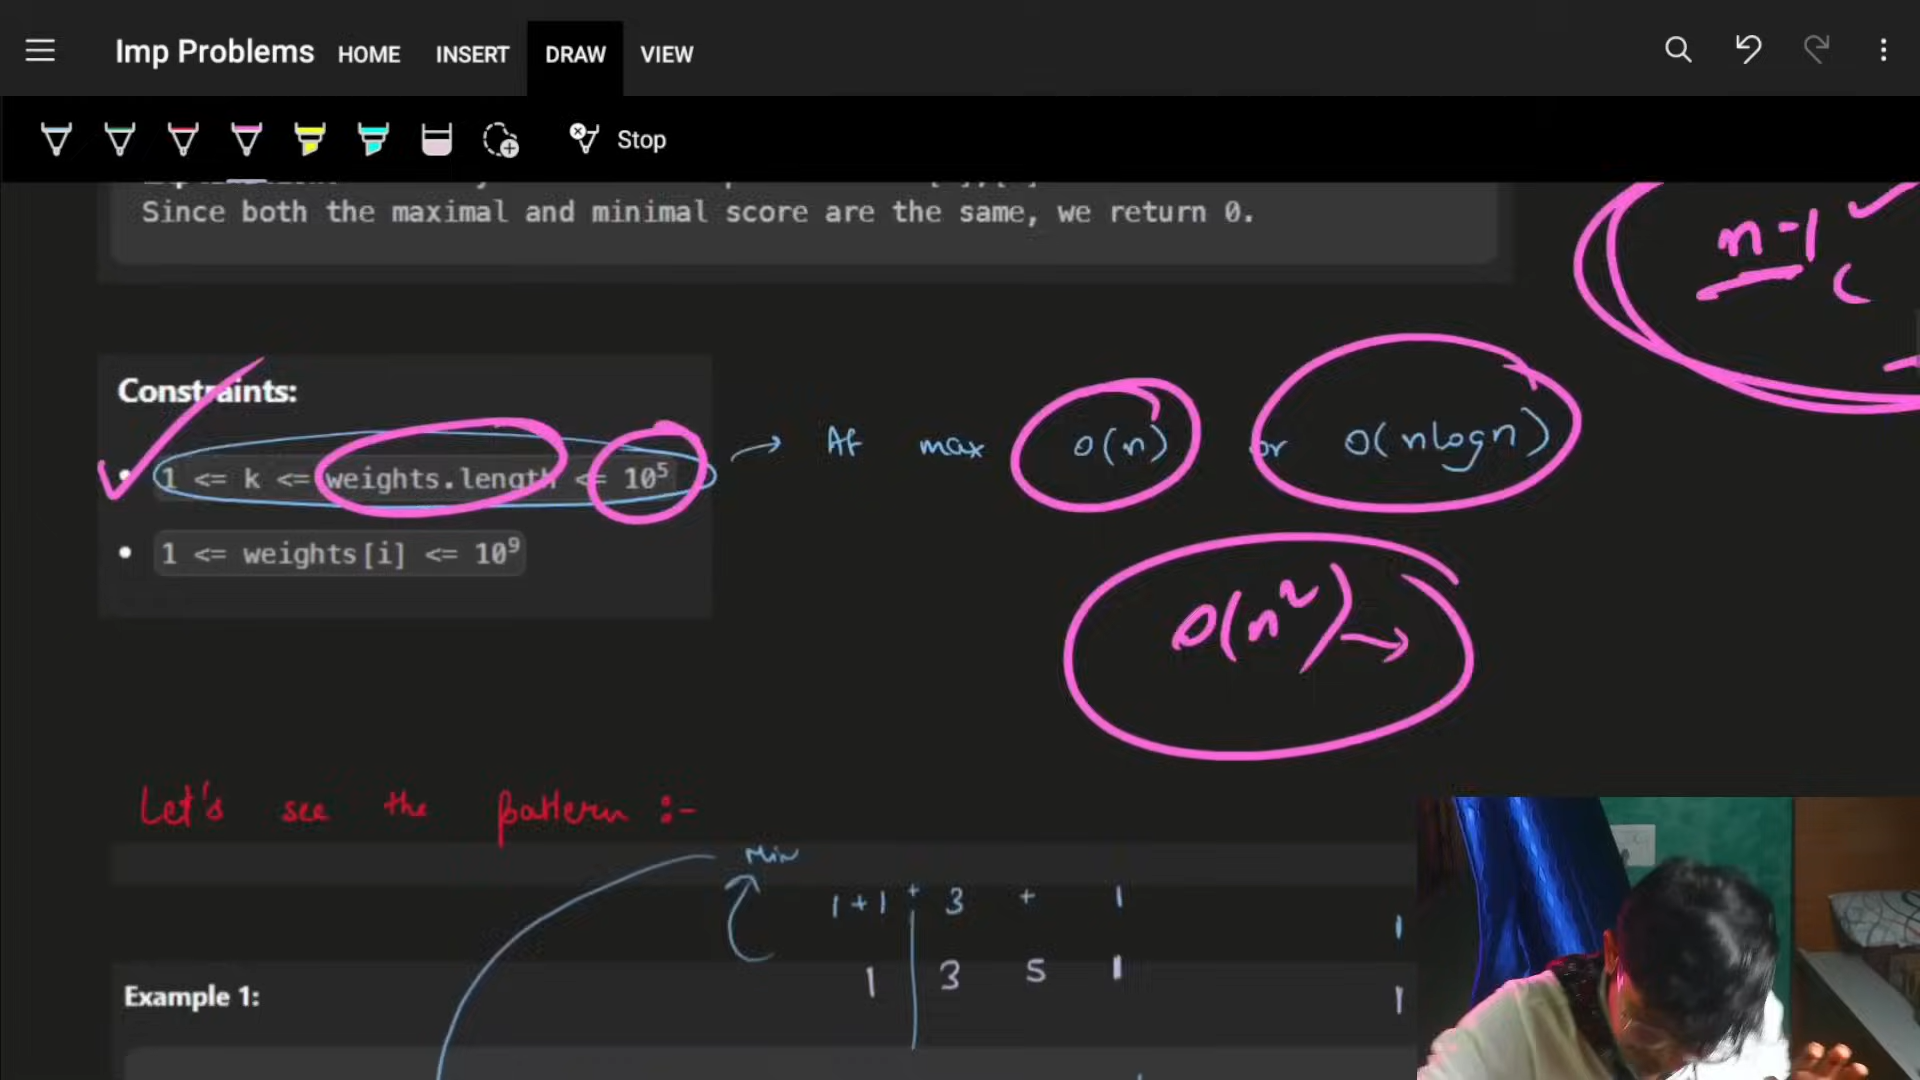 Imp Problems HOME INSERT DRAW VIEW
Stop
Since both the maximal and minimal score are the same, we return 0.
n-1
C
Constraints:
1 <= k <= weights.length <= 10⁵
At max O(n) or O(nlogn)
1 <= weights[i] <= 10⁹
O(n²) →
Let's see the pattern :-
Min
1 + 1 + 3 + 1
1
1 3 5 1
1
Example 1: